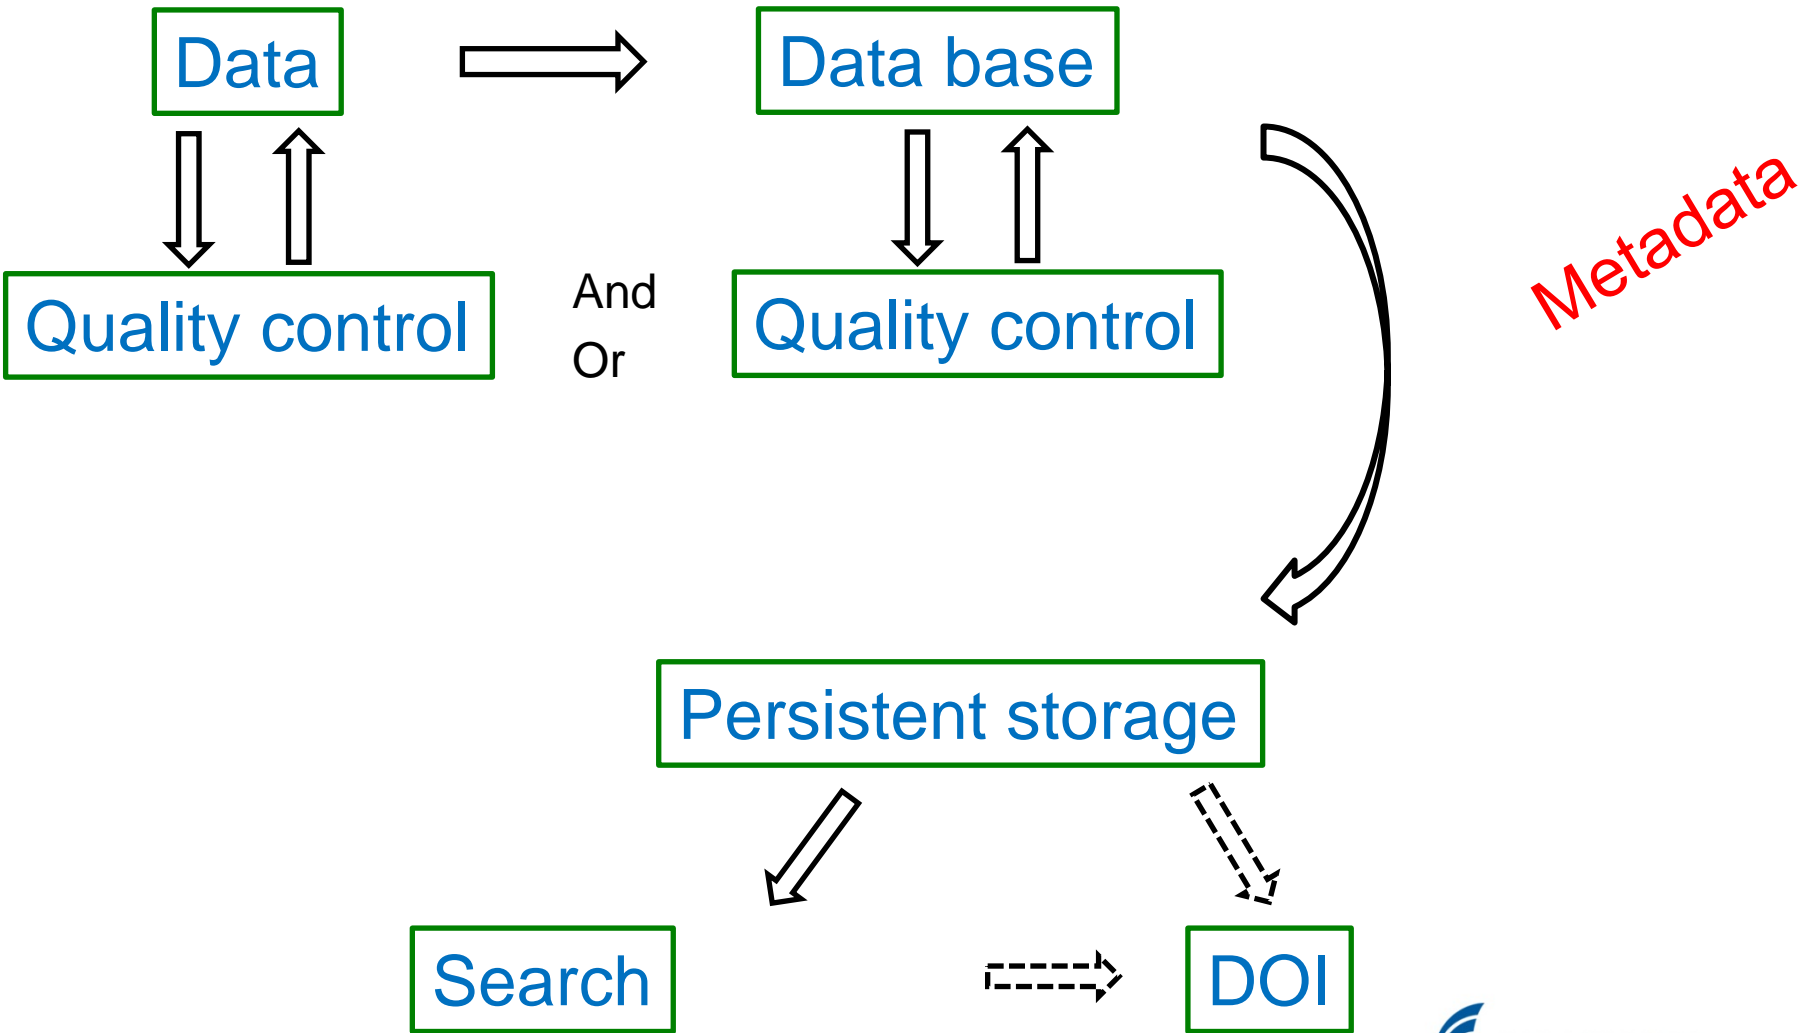 Data
Data base
Metadata
Quality control
And
Or
Quality control
Persistent storage
Search
DOI